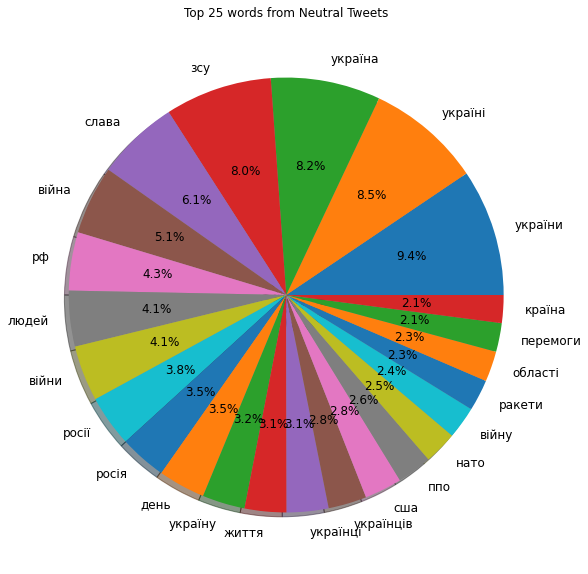 Top 25 words from Neutral Tweets
україни
9.4%
україні
8.5%
україна
8.2%
зсу
8.0%
слава
6.1%
війна
5.1%
рф
4.3%
людей
4.1%
війни
4.1%
росії
3.8%
росія
3.5%
день
3.5%
україну
3.2%
життя
3.1%
українці
3.1%
українців
2.8%
сша
2.8%
ппо
2.6%
нато
2.5%
війну
2.4%
ракети
2.3%
області
2.3%
перемоги
2.1%
країна
2.1%